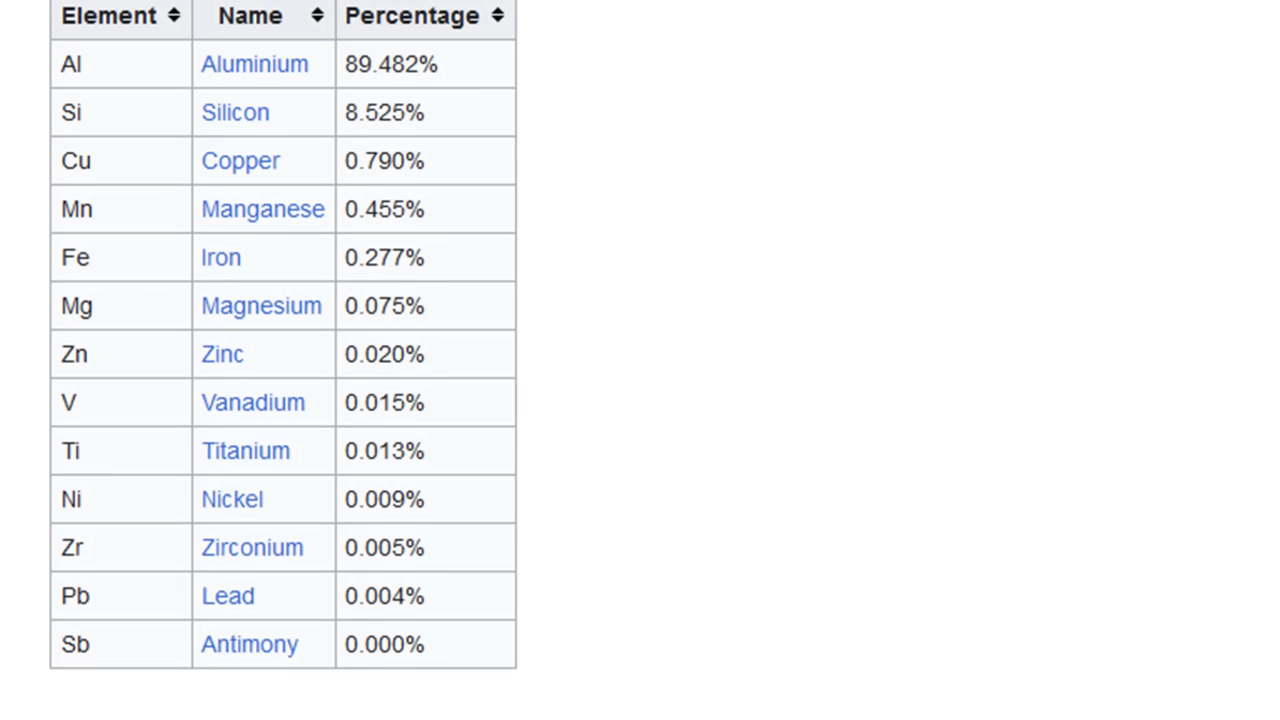 Element Name Percentage
Al Aluminium 89.482%
Si Silicon 8.525%
Cu Copper 0.790%
Mn Manganese 0.455%
Fe Iron 0.277%
Mg Magnesium 0.075%
Zn Zinc 0.020%
V Vanadium 0.015%
Ti Titanium 0.013%
Ni Nickel 0.009%
Zr Zirconium 0.005%
Pb Lead 0.004%
Sb Antimony 0.000%